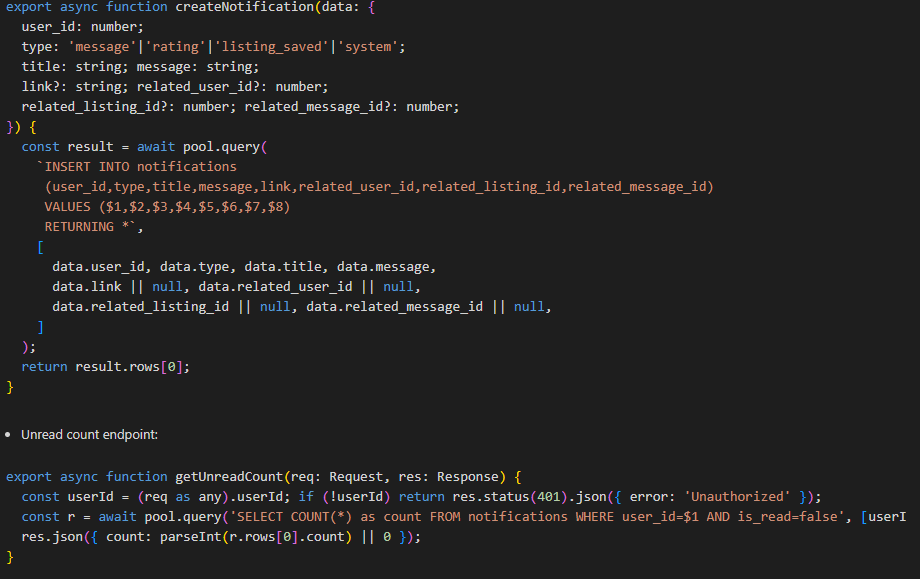 export async function createNotification(data: {
  user_id: number;
  type: 'message'|'rating'|'listing_saved'|'system';
  title: string; message: string;
  link?: string; related_user_id?: number;
  related_listing_id?: number; related_message_id?: number;
}) {
  const result = await pool.query(
    `INSERT INTO notifications
     (user_id,type,title,message,link,related_user_id,related_listing_id,related_message_id)
     VALUES ($1,$2,$3,$4,$5,$6,$7,$8)
     RETURNING *`,
    [
      data.user_id, data.type, data.title, data.message,
      data.link || null, data.related_user_id || null,
      data.related_listing_id || null, data.related_message_id || null,
    ]
  );
  return result.rows[0];
}
• Unread count endpoint:
export async function getUnreadCount(req: Request, res: Response) {
  const userId = (req as any).userId; if (!userId) return res.status(401).json({ error: 'Unauthorized' });
  const r = await pool.query('SELECT COUNT(*) as count FROM notifications WHERE user_id=$1 AND is_read=false', [userI
  res.json({ count: parseInt(r.rows[0].count) || 0 });
}